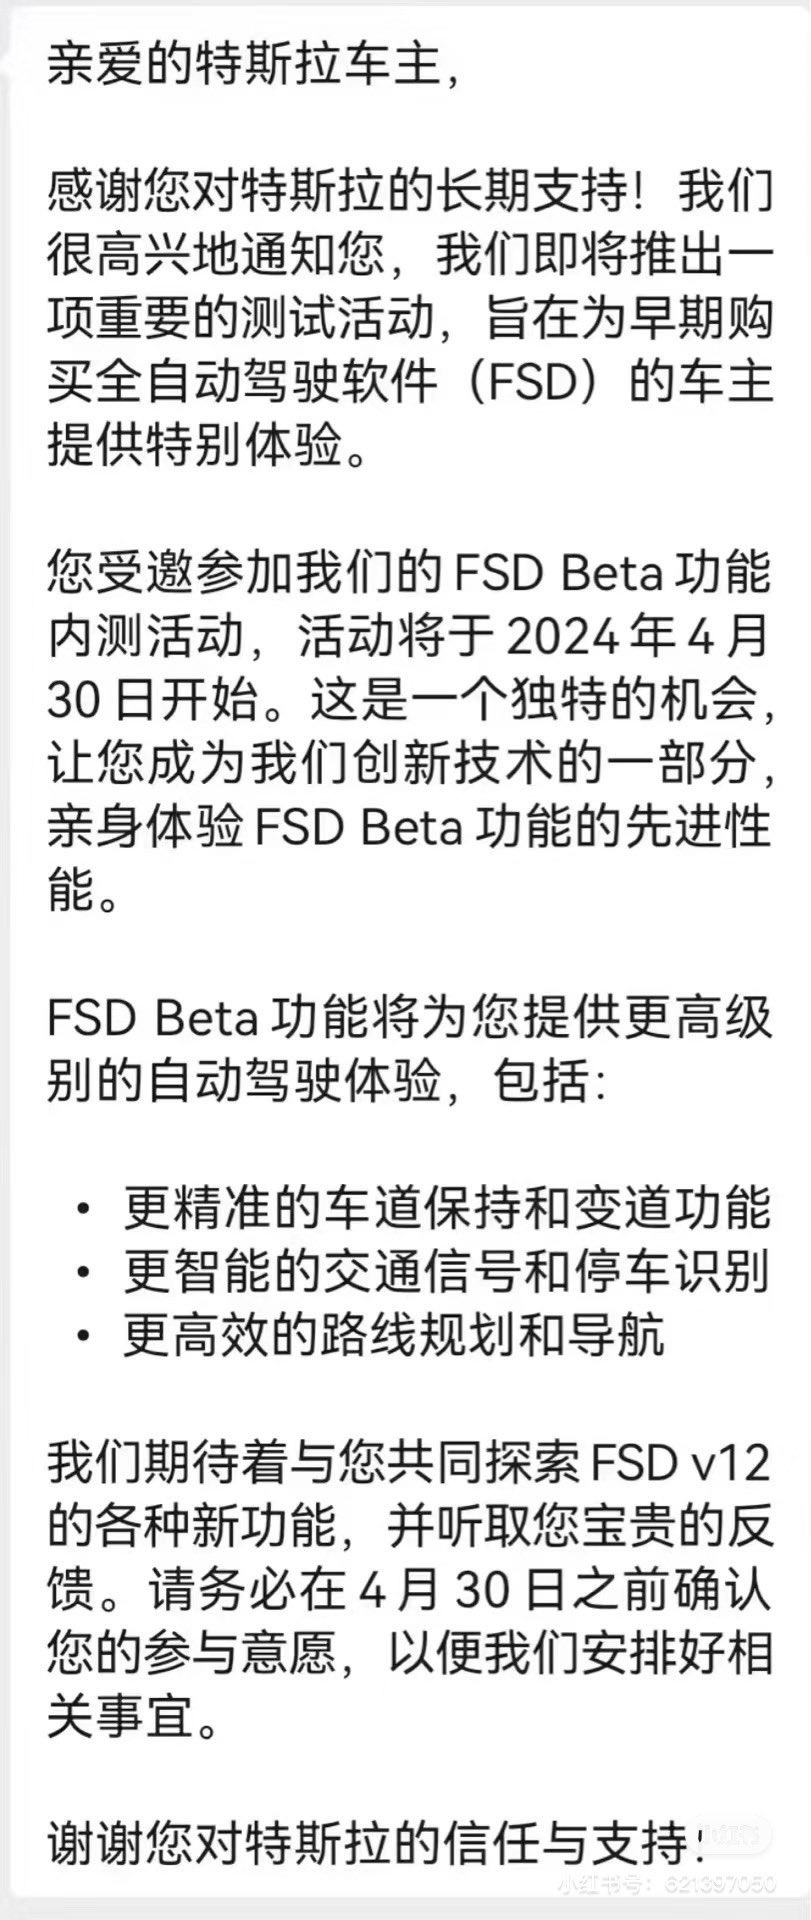 亲爱的特斯拉车主，
感谢您对特斯拉的长期支持！我们
很高兴地通知您，我们即将推出一
项重要的测试活动，旨在为早期购
买全自动驾驶软件（FSD）的车主
提供特别体验。
您受邀参加我们的 FSD Beta 功能
内测活动，活动将于 2024 年 4 月
30 日开始。这是一个独特的机会，
让您成为我们创新技术的一部分，
亲身体验 FSD Beta 功能的先进性
能。
FSD Beta 功能将为您提供更高级
别的自动驾驶体验，包括：
• 更精准的车道保持和变道功能
• 更智能的交通信号和停车识别
• 更高效的路线规划和导航
我们期待着与您共同探索 FSD v12
的各种新功能，并听取您宝贵的反
馈。请务必在 4 月 30 日之前确认
您的参与意愿，以便我们安排好相
关事宜。
谢谢您对特斯拉的信任与支持！
小红书
小红书号：621397050